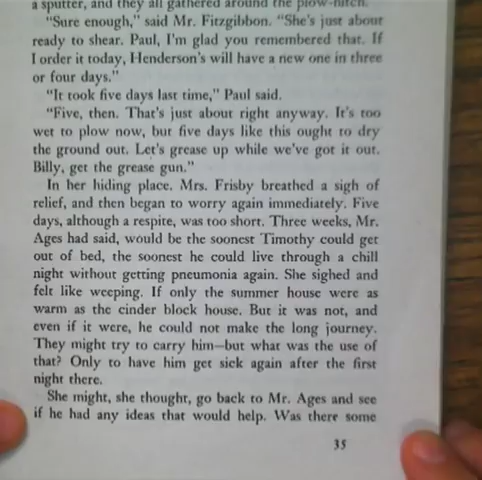 a sputter, and they all gathered around the plow-hitch.
"Sure enough," said Mr. Fitzgibbon. "She's just about
ready to shear. Paul, I'm glad you remembered that. If
I order it today, Henderson's will have a new one in three
or four days."
"It took five days last time," Paul said.
"Five, then. That's just about right anyway. It's too
wet to plow now, but five days like this ought to dry
the ground out. Let's grease up while we've got it out.
Billy, get the grease gun."
In her hiding place. Mrs. Frisby breathed a sigh of
relief, and then began to worry again immediately. Five
days, although a respite, was too short. Three weeks, Mr.
Ages had said, would be the soonest Timothy could get
out of bed, the soonest he could live through a chill
night without getting pneumonia again. She sighed and
felt like weeping. If only the summer house were as
warm as the cinder block house. But it was not, and
even if it were, he could not make the long journey.
They might try to carry him—but what was the use of
that? Only to have him get sick again after the first
night there.
She might, she thought, go back to Mr. Ages and see
if he had any ideas that would help. Was there some
35